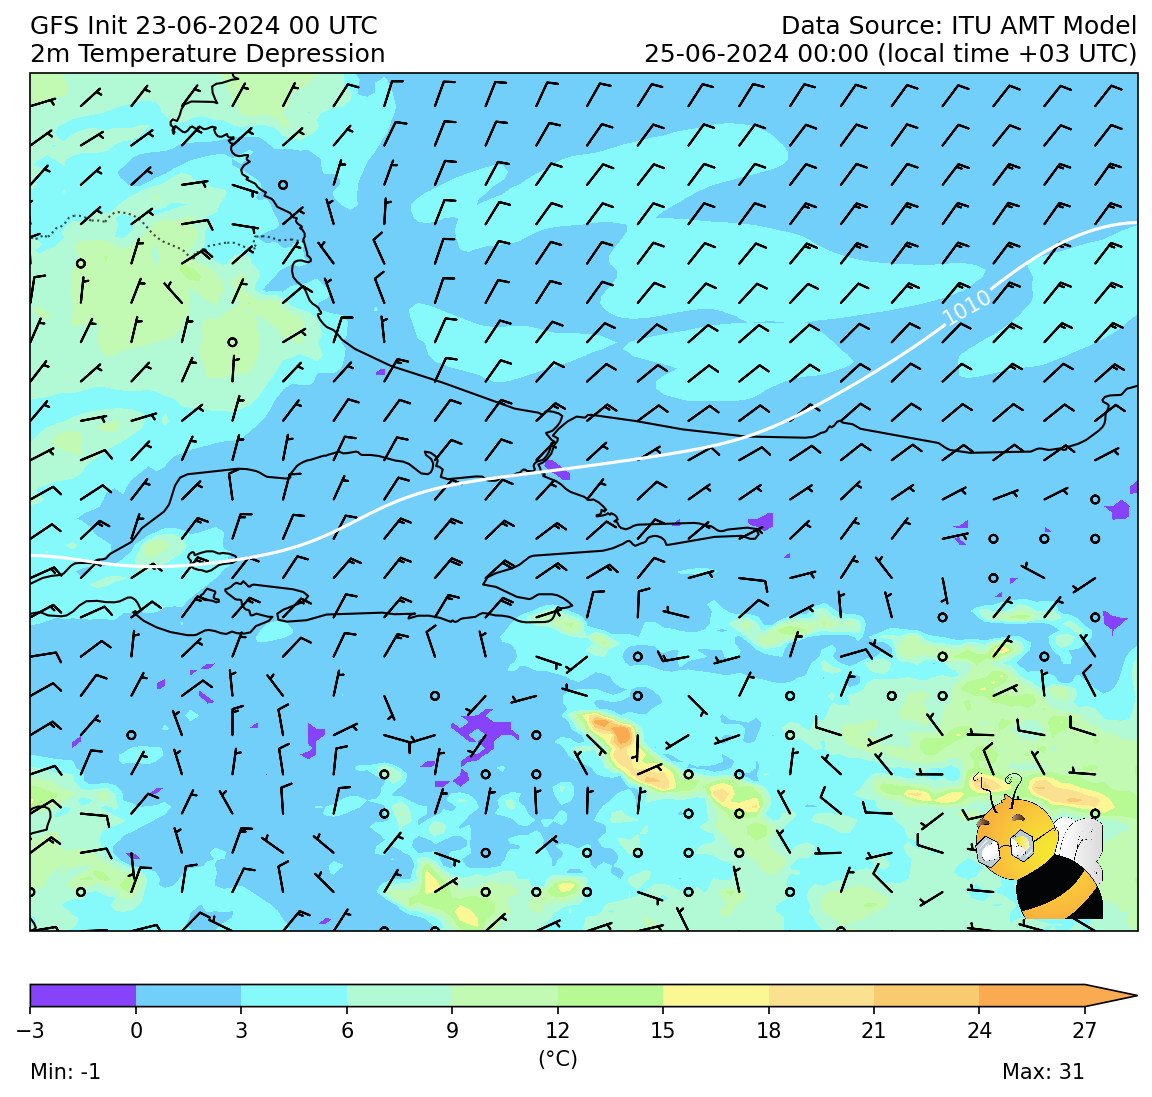 GFS Init 23-06-2024 00 UTC
Data Source: ITU AMT Model
2m Temperature Depression
25-06-2024 00:00 (local time +03 UTC)
1010
−3 0 3 6 9 12 15 18 21 24 27
(°C)
Min: -1
Max: 31